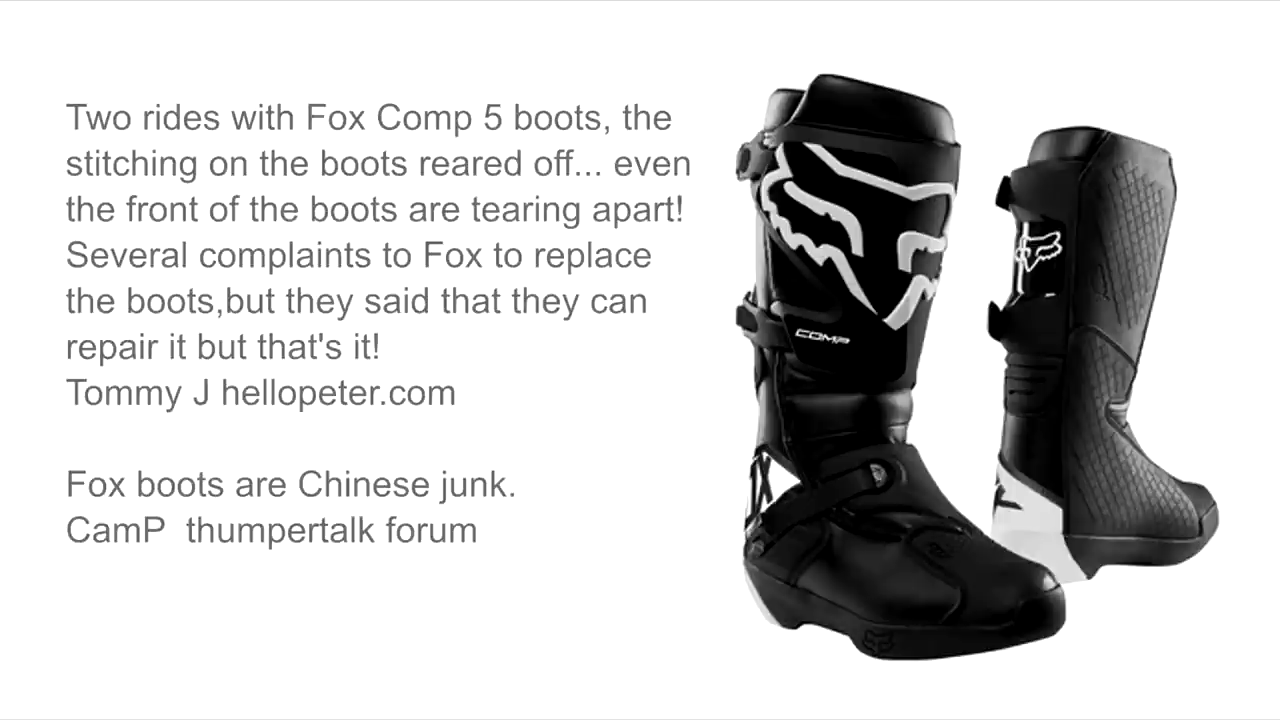 Two rides with Fox Comp 5 boots, the
stitching on the boots reared off... even
the front of the boots are tearing apart!
Several complaints to Fox to replace
the boots,but they said that they can
repair it but that's it!
Tommy J hellopeter.com
Fox boots are Chinese junk.
CamP  thumpertalk forum
COMP